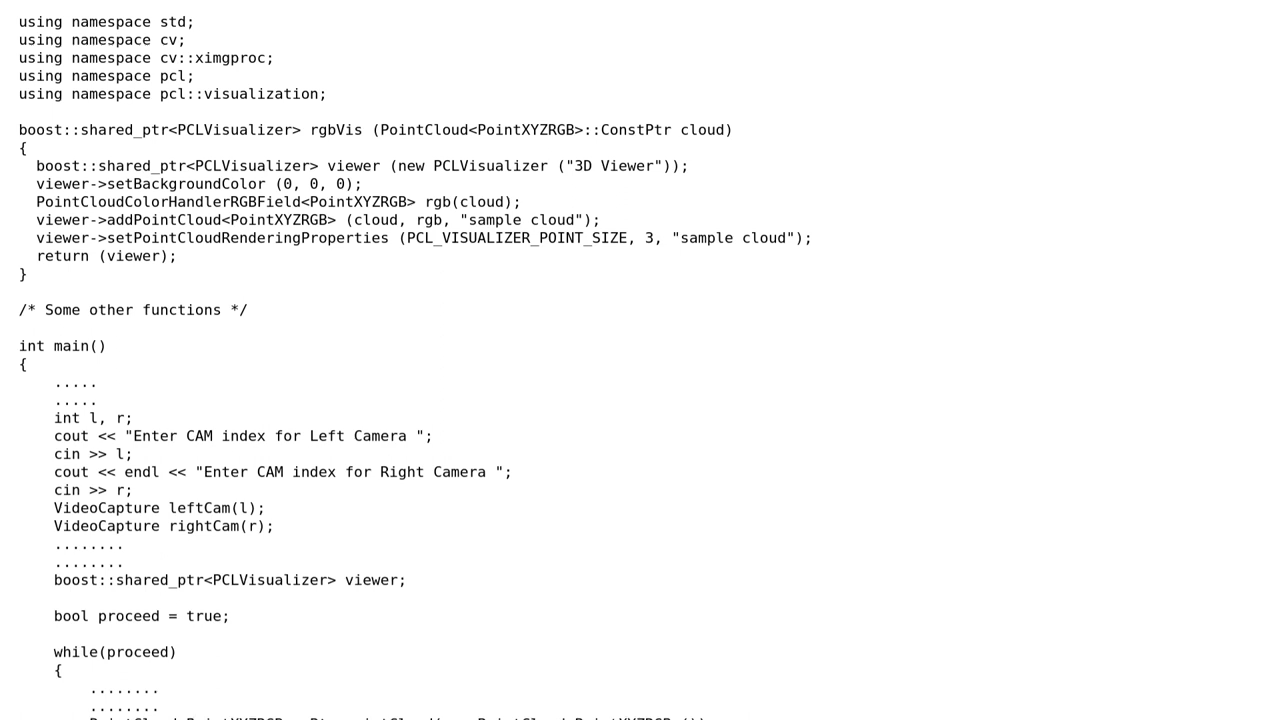 using namespace std;
using namespace cv;
using namespace cv::ximgproc;
using namespace pcl;
using namespace pcl::visualization;

boost::shared_ptr<PCLVisualizer> rgbVis (PointCloud<PointXYZRGB>::ConstPtr cloud)
{
  boost::shared_ptr<PCLVisualizer> viewer (new PCLVisualizer ("3D Viewer"));
  viewer->setBackgroundColor (0, 0, 0);
  PointCloudColorHandlerRGBField<PointXYZRGB> rgb(cloud);
  viewer->addPointCloud<PointXYZRGB> (cloud, rgb, "sample cloud");
  viewer->setPointCloudRenderingProperties (PCL_VISUALIZER_POINT_SIZE, 3, "sample cloud");
  return (viewer);
}

/* Some other functions */

int main()
{
    .....
    .....
    int l, r;
    cout << "Enter CAM index for Left Camera ";
    cin >> l;
    cout << endl << "Enter CAM index for Right Camera ";
    cin >> r;
    VideoCapture leftCam(l);
    VideoCapture rightCam(r);
    ........
    ........
    boost::shared_ptr<PCLVisualizer> viewer;

    bool proceed = true;

    while(proceed)
    {
        ........
        ........